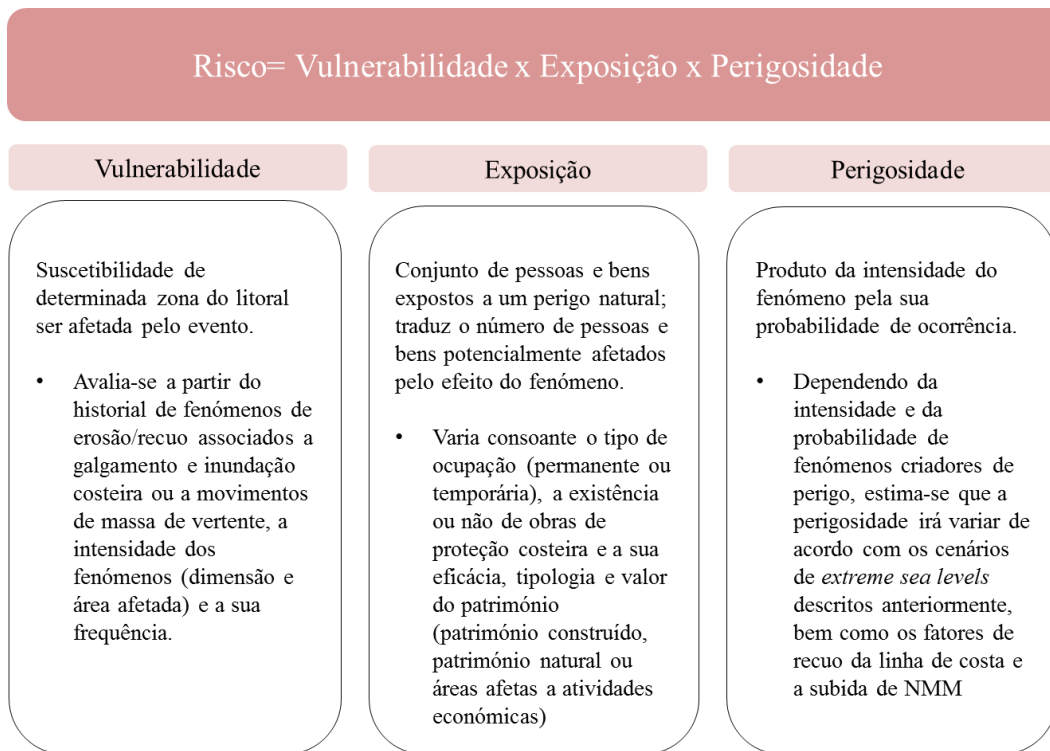 Risco= Vulnerabilidade x Exposição x Perigosidade
Vulnerabilidade
Suscetibilidade de
determinada zona do litoral
ser afetada pelo evento.
• Avalia-se a partir do
historial de fenómenos de
erosão/recuo associados a
galgamento e inundação
costeira ou a movimentos
de massa de vertente, a
intensidade dos
fenómenos (dimensão e
área afetada) e a sua
frequência.
Exposição
Conjunto de pessoas e bens
expostos a um perigo natural;
traduz o número de pessoas e
bens potencialmente afetados
pelo efeito do fenómeno.
• Varia consoante o tipo de
ocupação (permanente ou
temporária), a existência
ou não de obras de
proteção costeira e a sua
eficácia, tipologia e valor
do património
(património construído,
património natural ou
áreas afetas a atividades
económicas)
Perigosidade
Produto da intensidade do
fenómeno pela sua
probabilidade de ocorrência.
• Dependendo da
intensidade e da
probabilidade de
fenómenos criadores de
perigo, estima-se que a
perigosidade irá variar de
acordo com os cenários
de extreme sea levels
descritos anteriormente,
bem como os fatores de
recuo da linha de costa e
a subida de NMM